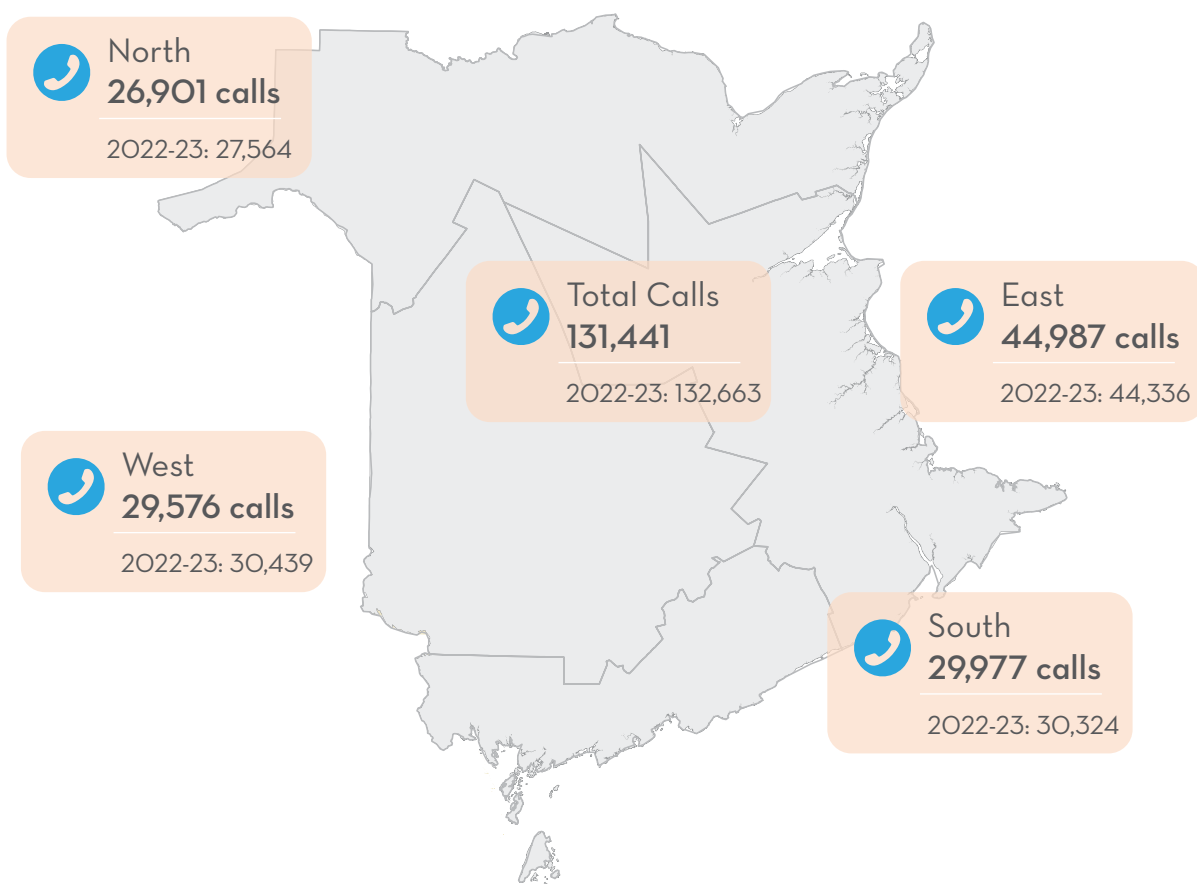 North
26,901 calls
2022-23: 27,564
Total Calls
131,441
2022-23: 132,663
East
44,987 calls
2022-23: 44,336
West
29,576 calls
2022-23: 30,439
South
29,977 calls
2022-23: 30,324